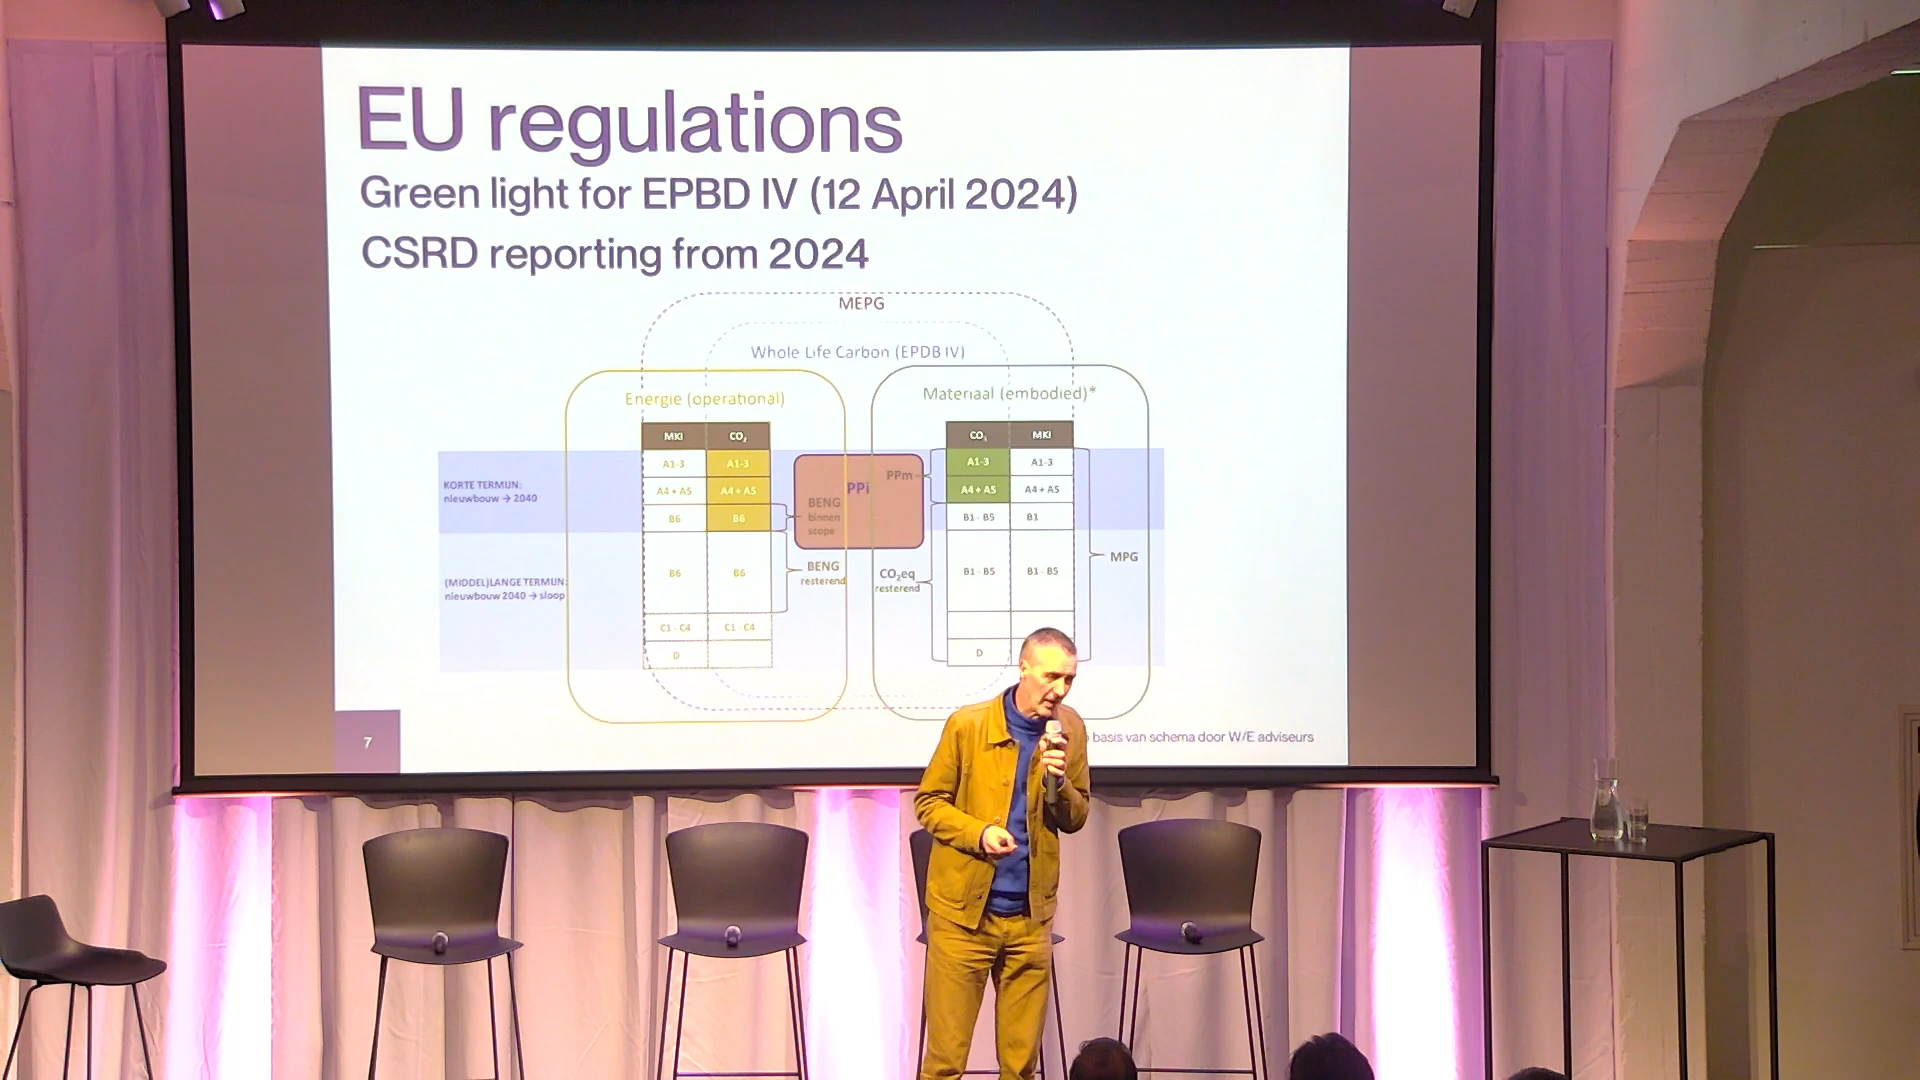 EU regulations
Green light for EPBD IV (12 April 2024)
CSRD reporting from 2024
MEPG
Whole Life Carbon (EPDB IV)
Energie (operational)
Materiaal (embodied)*
MKI CO₂
CO₂ MKI
KORTE TERMIJN:
nieuwbouw → 2040
A1-3 A1-3
A4 + A5 A4 + A5
B6 B6
PPi
BENG
binnen
scope
PPm
A1-3 A1-3
A4 + A5 A4 + A5
B1 - B5 B1
(MIDDEL)LANGE TERMIJN:
nieuwbouw 2040 → sloop
B6 B6
C1 - C4 C1 - C4
D
BENG
resterend
CO₂eq
resterend
B1 - B5 B1 - B5
D
MPG
7
basis van schema door W/E adviseurs